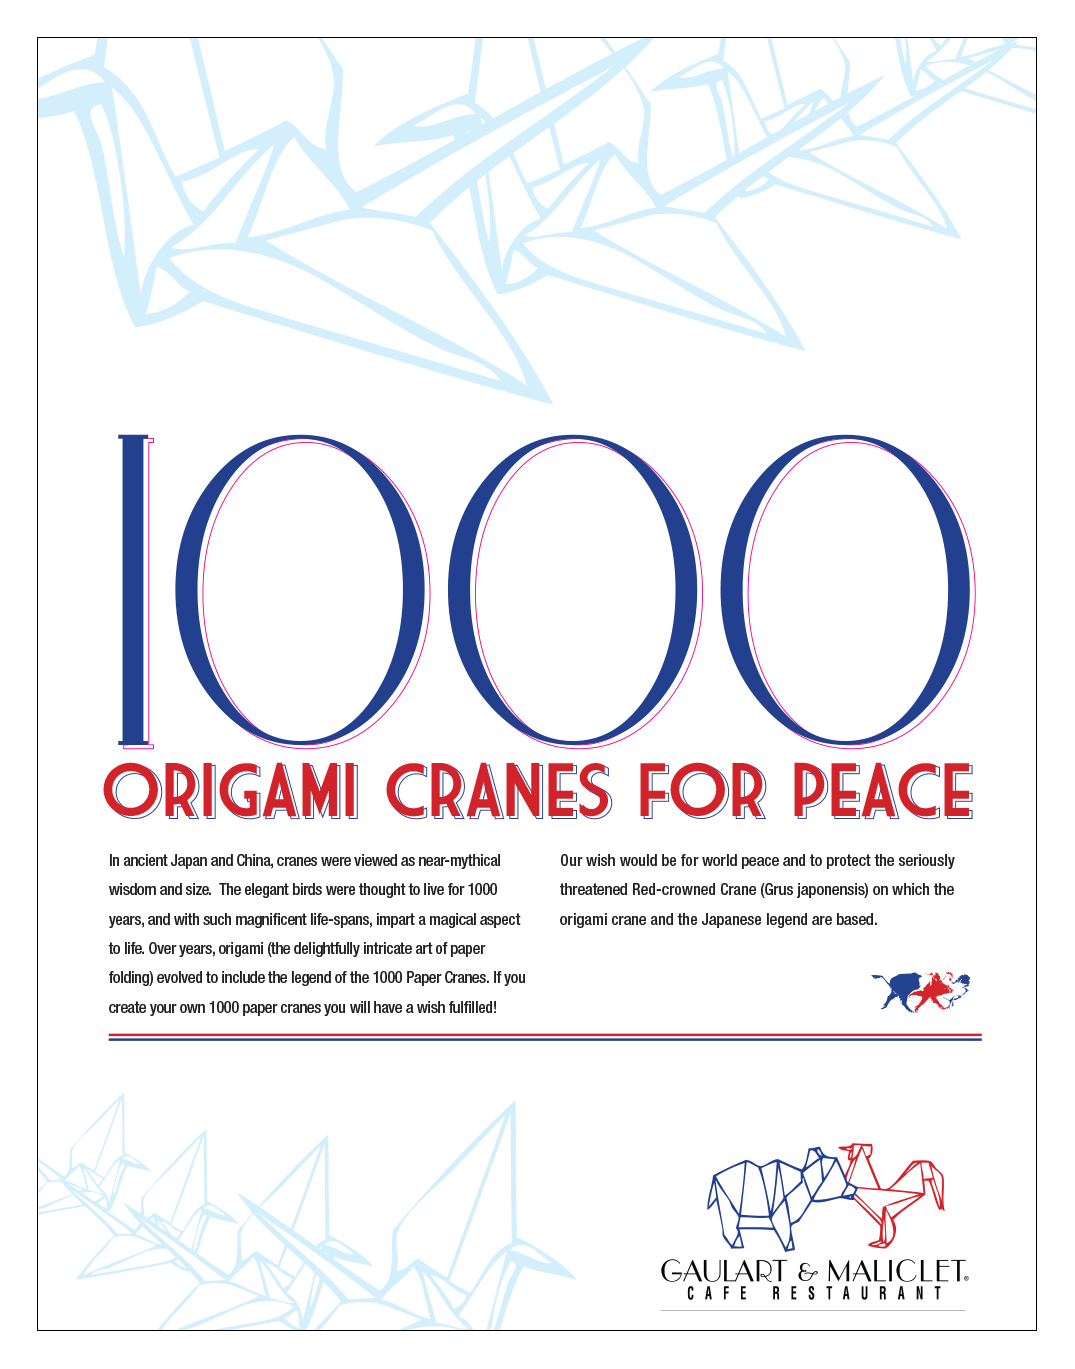 1000
ORIGAMI CRANES FOR PEACE
In ancient Japan and China, cranes were viewed as near-mythical
wisdom and size.  The elegant birds were thought to live for 1000
years, and with such magnificent life-spans, impart a magical aspect
to life. Over years, origami (the delightfully intricate art of paper
folding) evolved to include the legend of the 1000 Paper Cranes. If you
create your own 1000 paper cranes you will have a wish fulfilled!
Our wish would be for world peace and to protect the seriously
threatened Red-crowned Crane (Grus japonensis) on which the
origami crane and the Japanese legend are based.
GAULART & MALICLET®
CAFE RESTAURANT